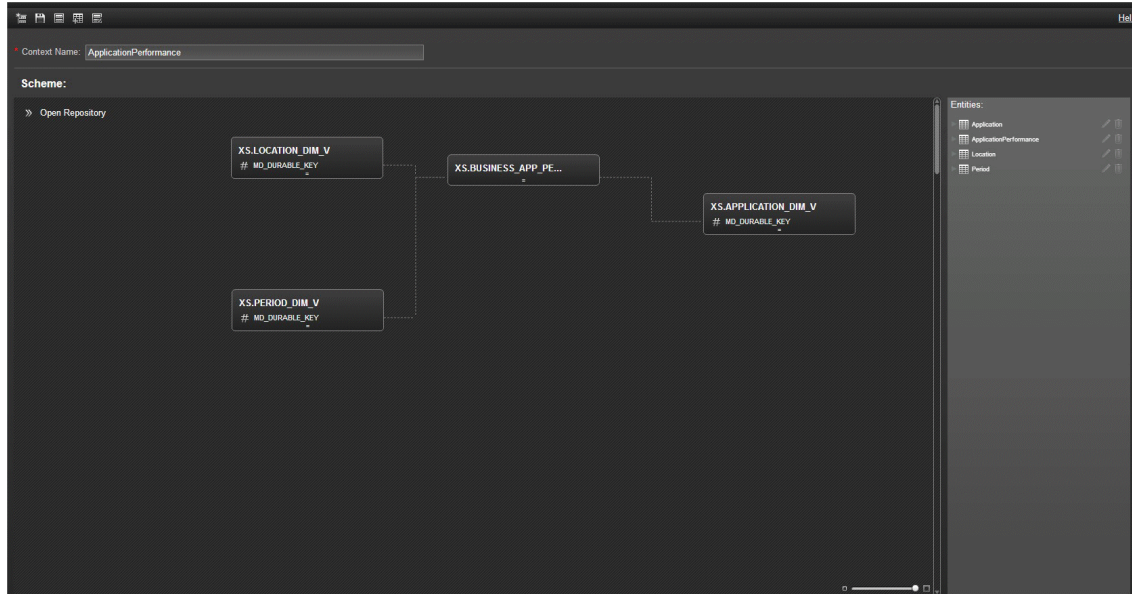 Hel
* Context Name: ApplicationPerformance
Scheme:
» Open Repository
XS.LOCATION_DIM_V
# MD_DURABLE_KEY
XS.BUSINESS_APP_PE...
XS.APPLICATION_DIM_V
# MD_DURABLE_KEY
XS.PERIOD_DIM_V
# MD_DURABLE_KEY
Entities:
Application
ApplicationPerformance
Location
Period